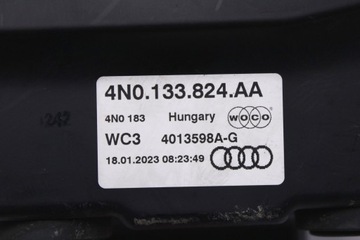 4N0.133.824.AA
4N0 183 Hungary WOCO
WC3 4013598A-G
18.01.2023 08:23:49